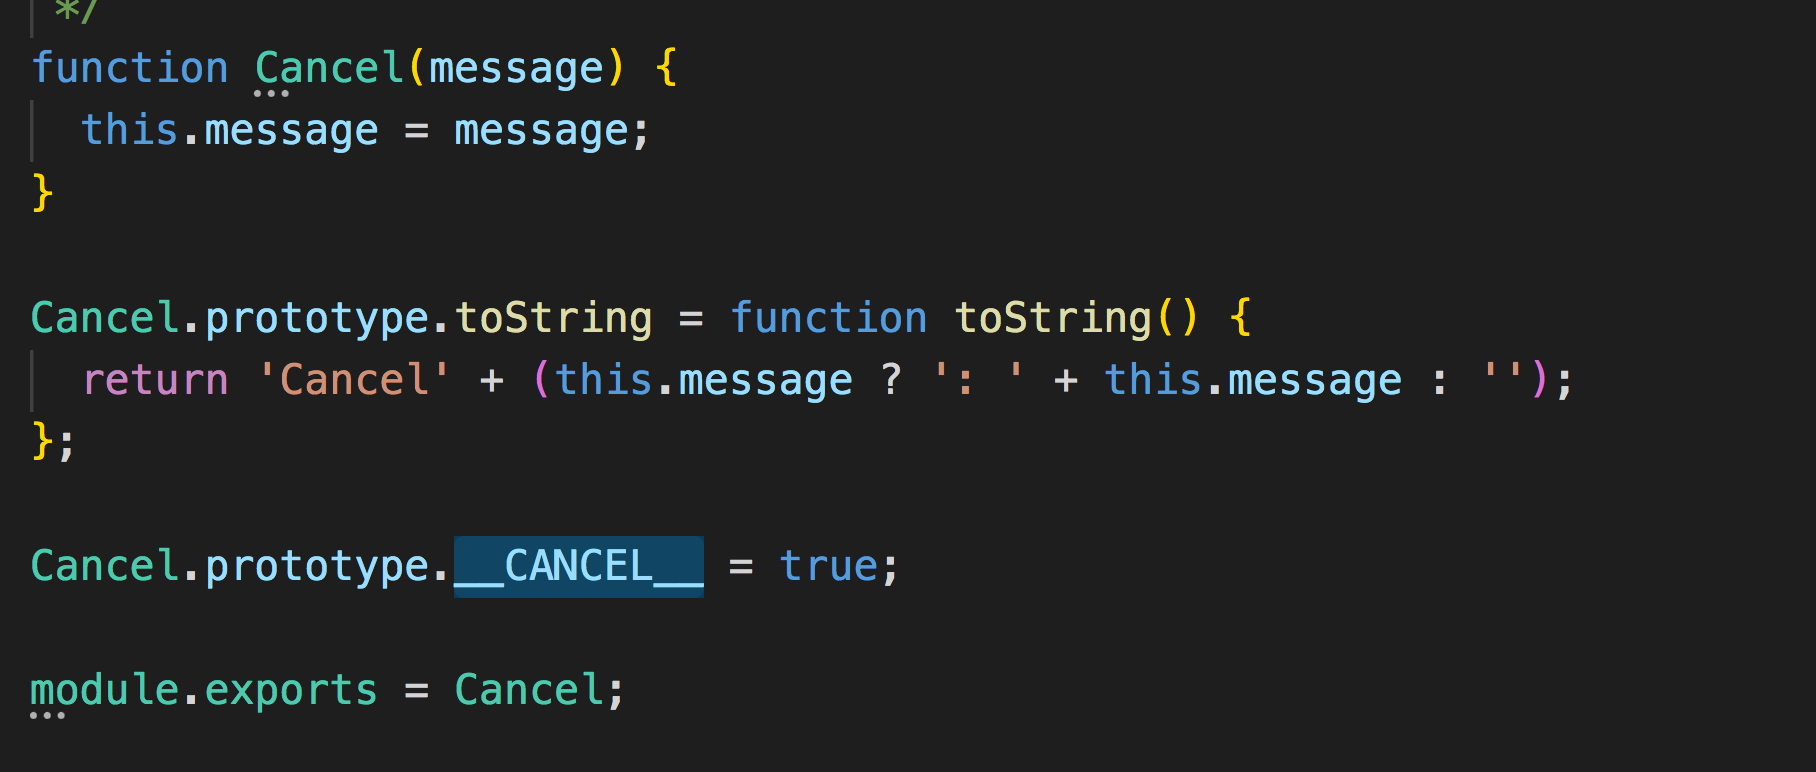 */
function Cancel(message) {
  this.message = message;
}

Cancel.prototype.toString = function toString() {
  return 'Cancel' + (this.message ? ': ' + this.message : '');
};

Cancel.prototype.__CANCEL__ = true;

module.exports = Cancel;